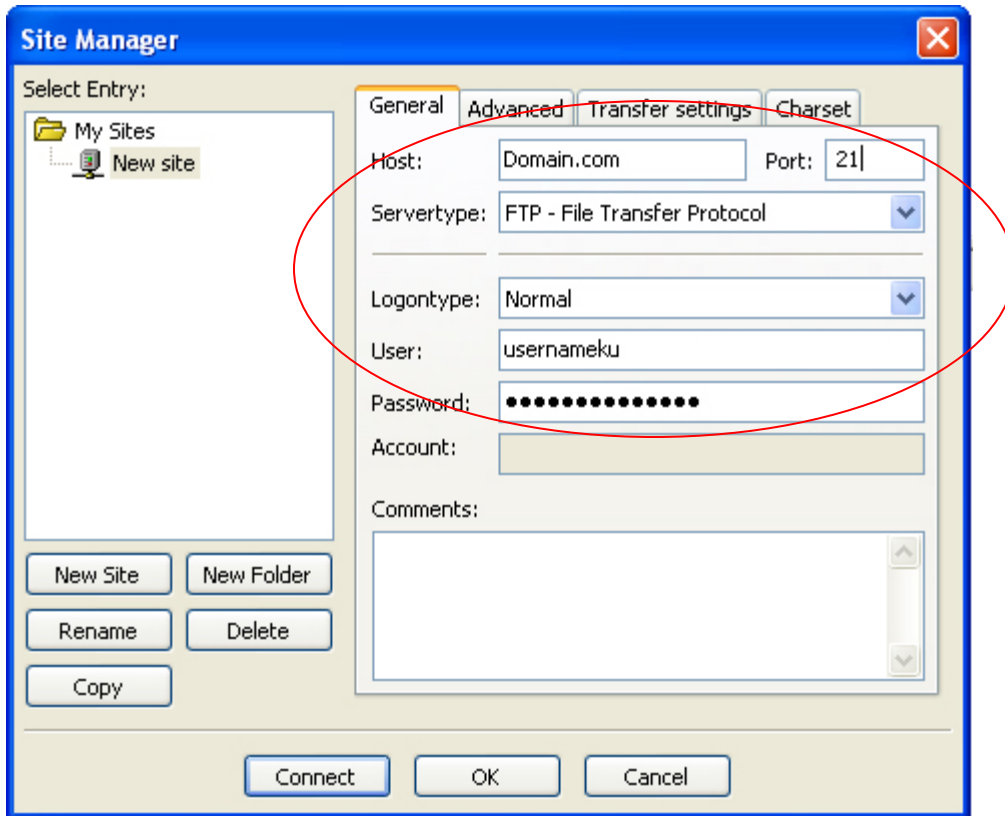 Site Manager
Select Entry:
My Sites
New site
New Site
New Folder
Rename
Delete
Copy
General
Advanced
Transfer settings
Charset
Host:
Domain.com
Port:
21
Servertype:
FTP - File Transfer Protocol
Logontype:
Normal
User:
usernameku
Password:
••••••••••••••
Account:
Comments:
Connect
OK
Cancel